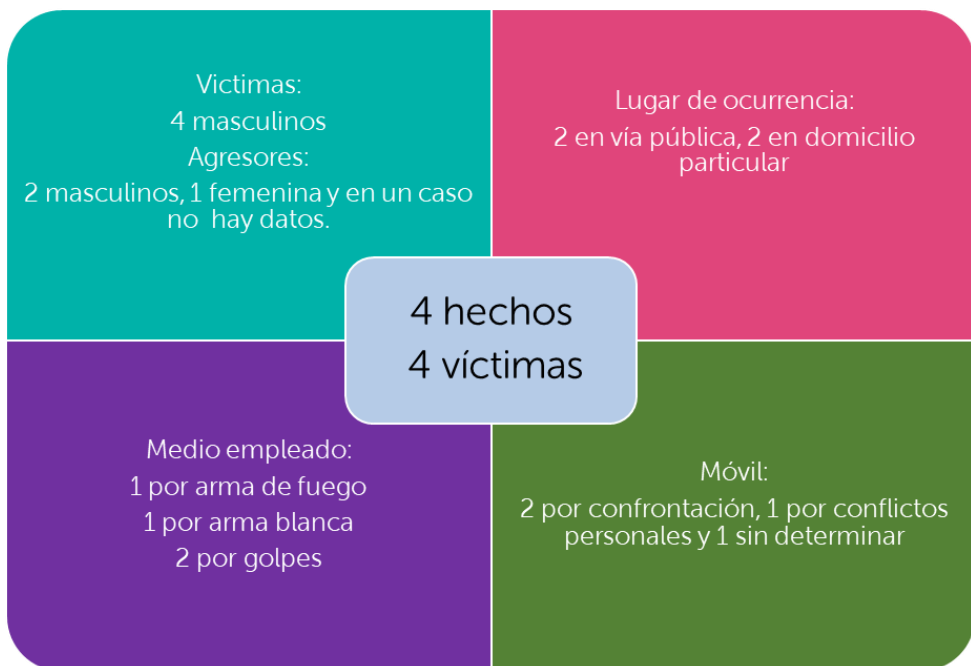 Victimas:
4 masculinos
Agresores:
2 masculinos, 1 femenina y en un caso
no hay datos.
Lugar de ocurrencia:
2 en vía pública, 2 en domicilio
particular
4 hechos
4 víctimas
Medio empleado:
1 por arma de fuego
1 por arma blanca
2 por golpes
Móvil:
2 por confrontación, 1 por conflictos
personales y 1 sin determinar